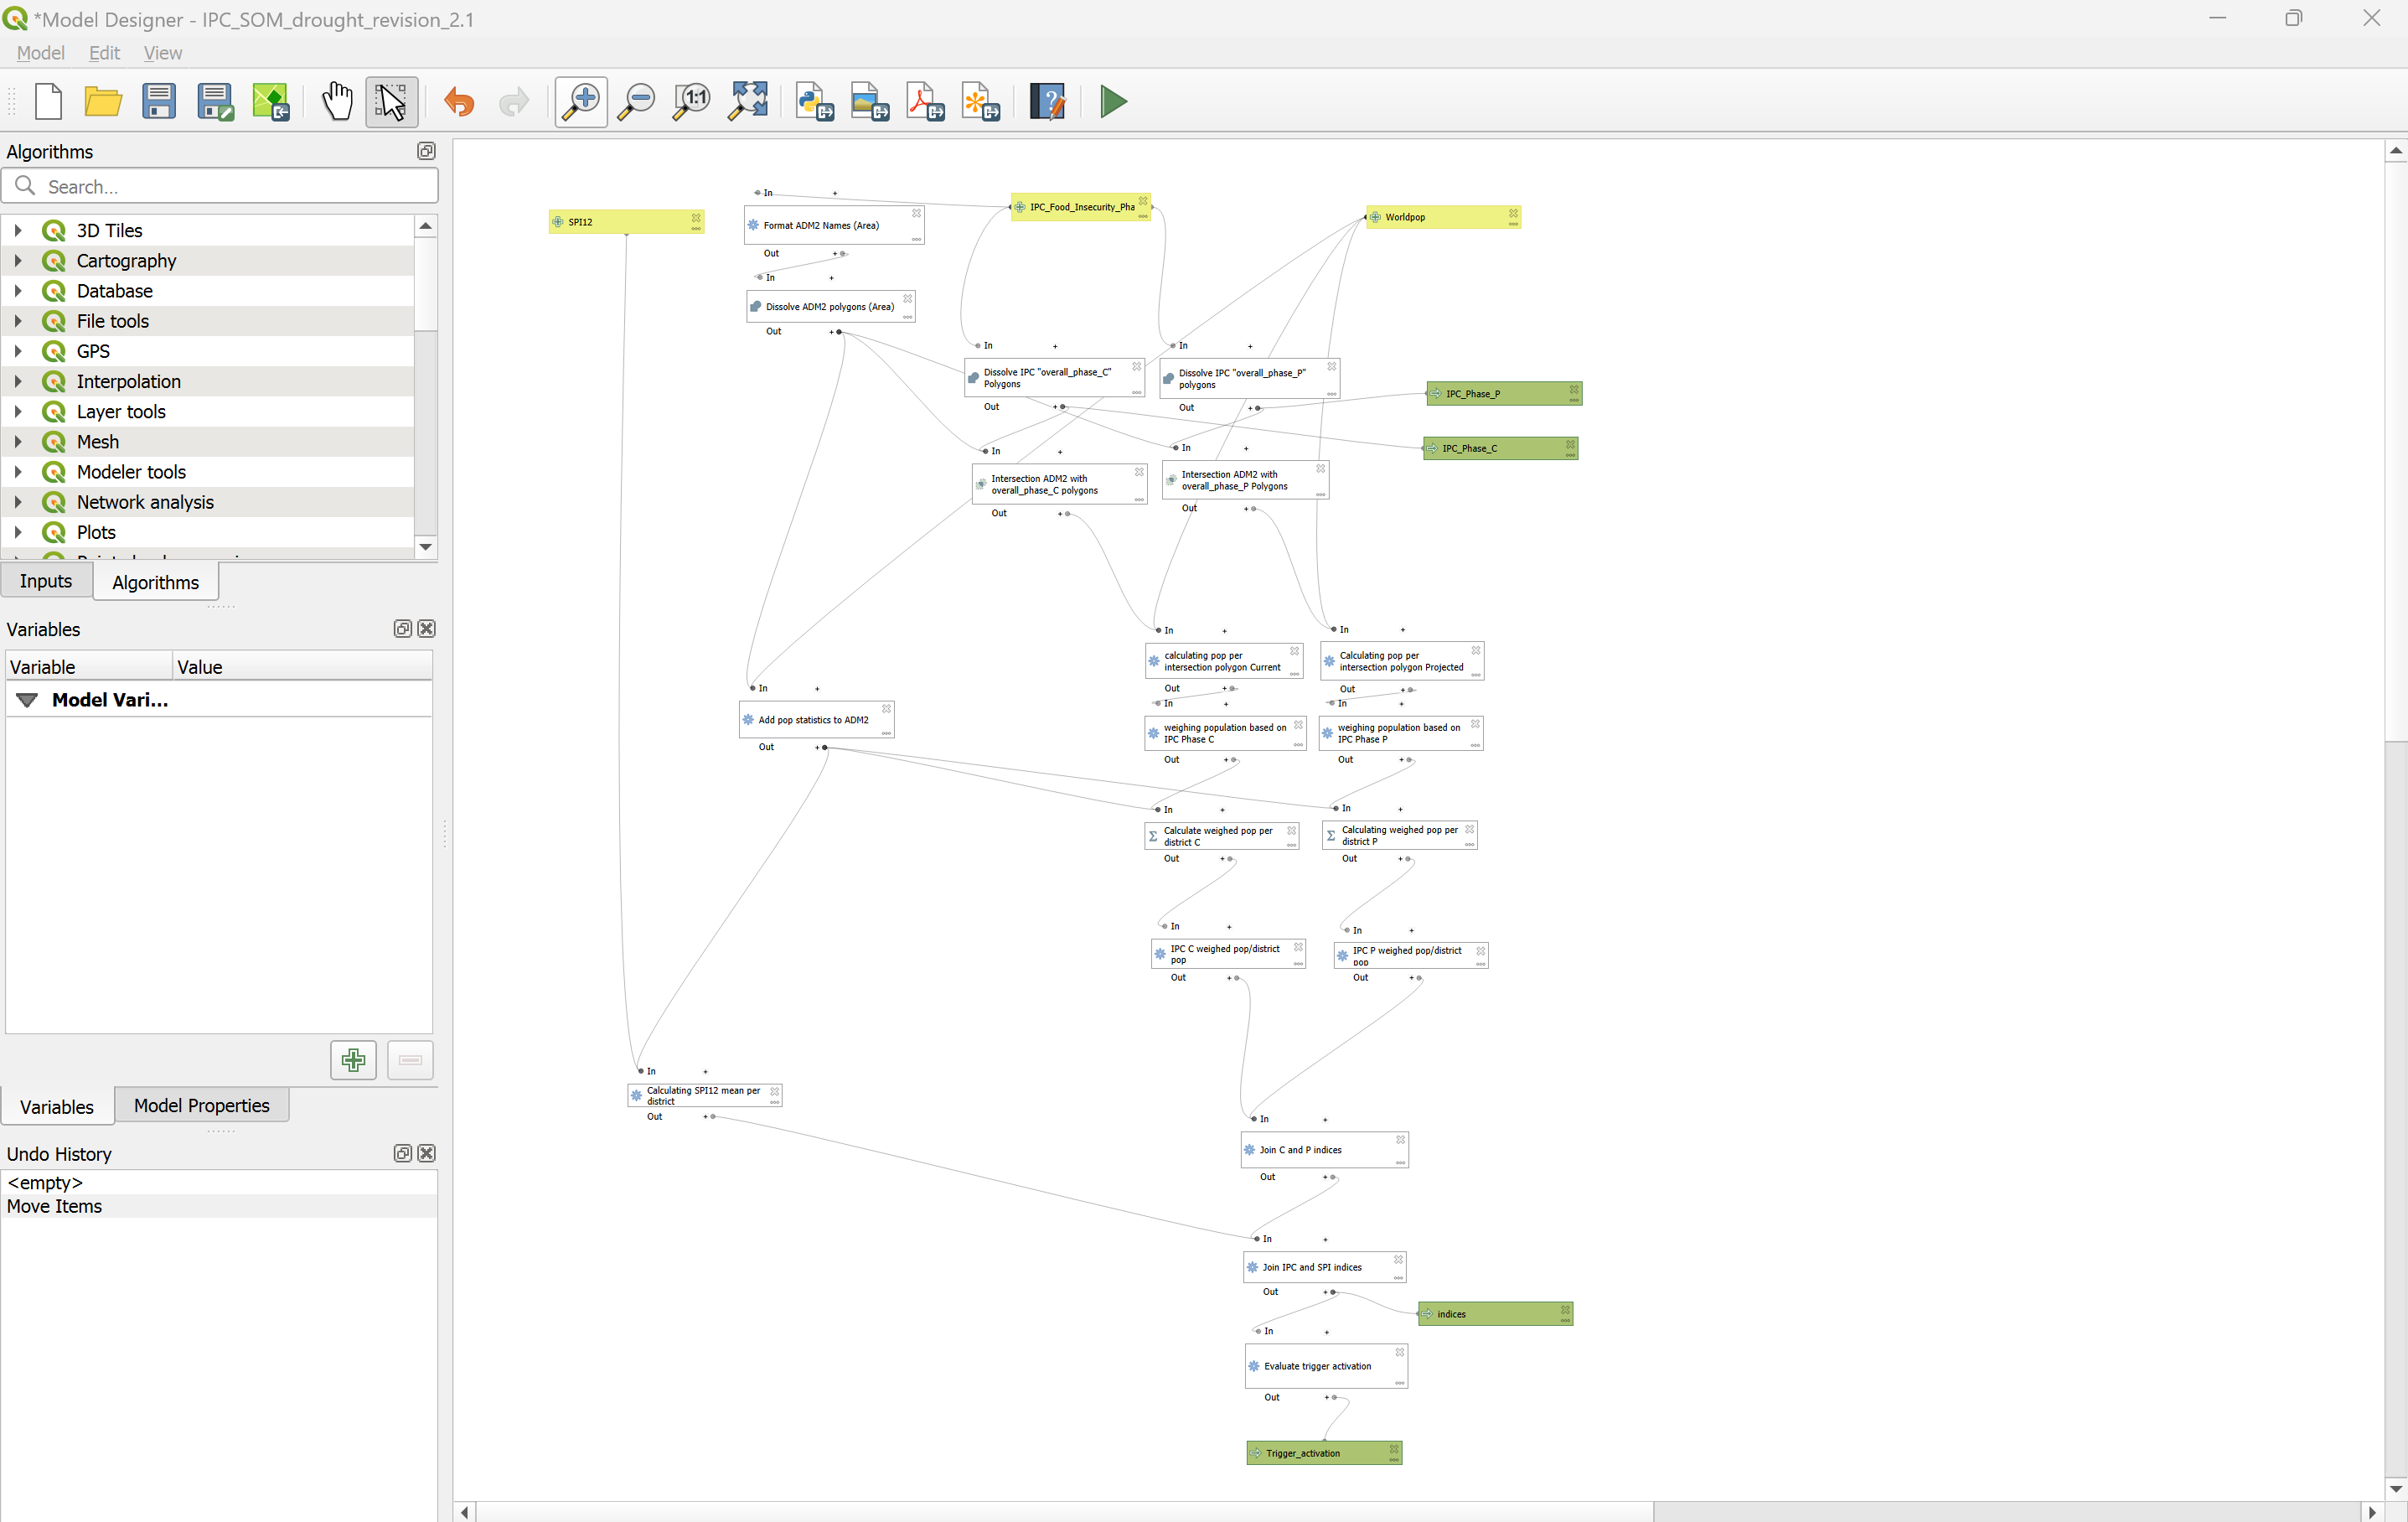 *Model Designer - IPC_SOM_drought_revision_2.1
Model Edit View
Algorithms
Search...
3D Tiles
Cartography
Database
File tools
GPS
Interpolation
Layer tools
Mesh
Modeler tools
Network analysis
Plots
Inputs
Algorithms
Variables
Variable Value
Model Vari...
Variables
Model Properties
Undo History
<empty>
Move Items
SPI12
In
Format ADM2 Names (Area)
Out
In
Dissolve ADM2 polygons (Area)
Out
IPC_Food_Insecurity_Pha
Worldpop
In
Dissolve IPC "overall_phase_C"
Polygons
Out
In
Dissolve IPC "overall_phase_P"
polygons
Out
IPC_Phase_P
IPC_Phase_C
In
Intersection ADM2 with
overall_phase_C polygons
Out
In
Intersection ADM2 with
overall_phase_P Polygons
Out
In
calculating pop per
intersection polygon Current
Out
In
Calculating pop per
intersection polygon Projected
Out
In
weighing population based on
IPC Phase C
Out
In
weighing population based on
IPC Phase P
Out
In
Add pop statistics to ADM2
Out
In
Calculate weighed pop per
district C
Out
In
Calculating weighed pop per
district P
Out
In
IPC C weighed pop/district
pop
Out
In
IPC P weighed pop/district
pop
Out
In
Calculating SPI12 mean per
district
Out
In
Join C and P indices
Out
In
Join IPC and SPI indices
Out
indices
In
Evaluate trigger activation
Out
Trigger_activation